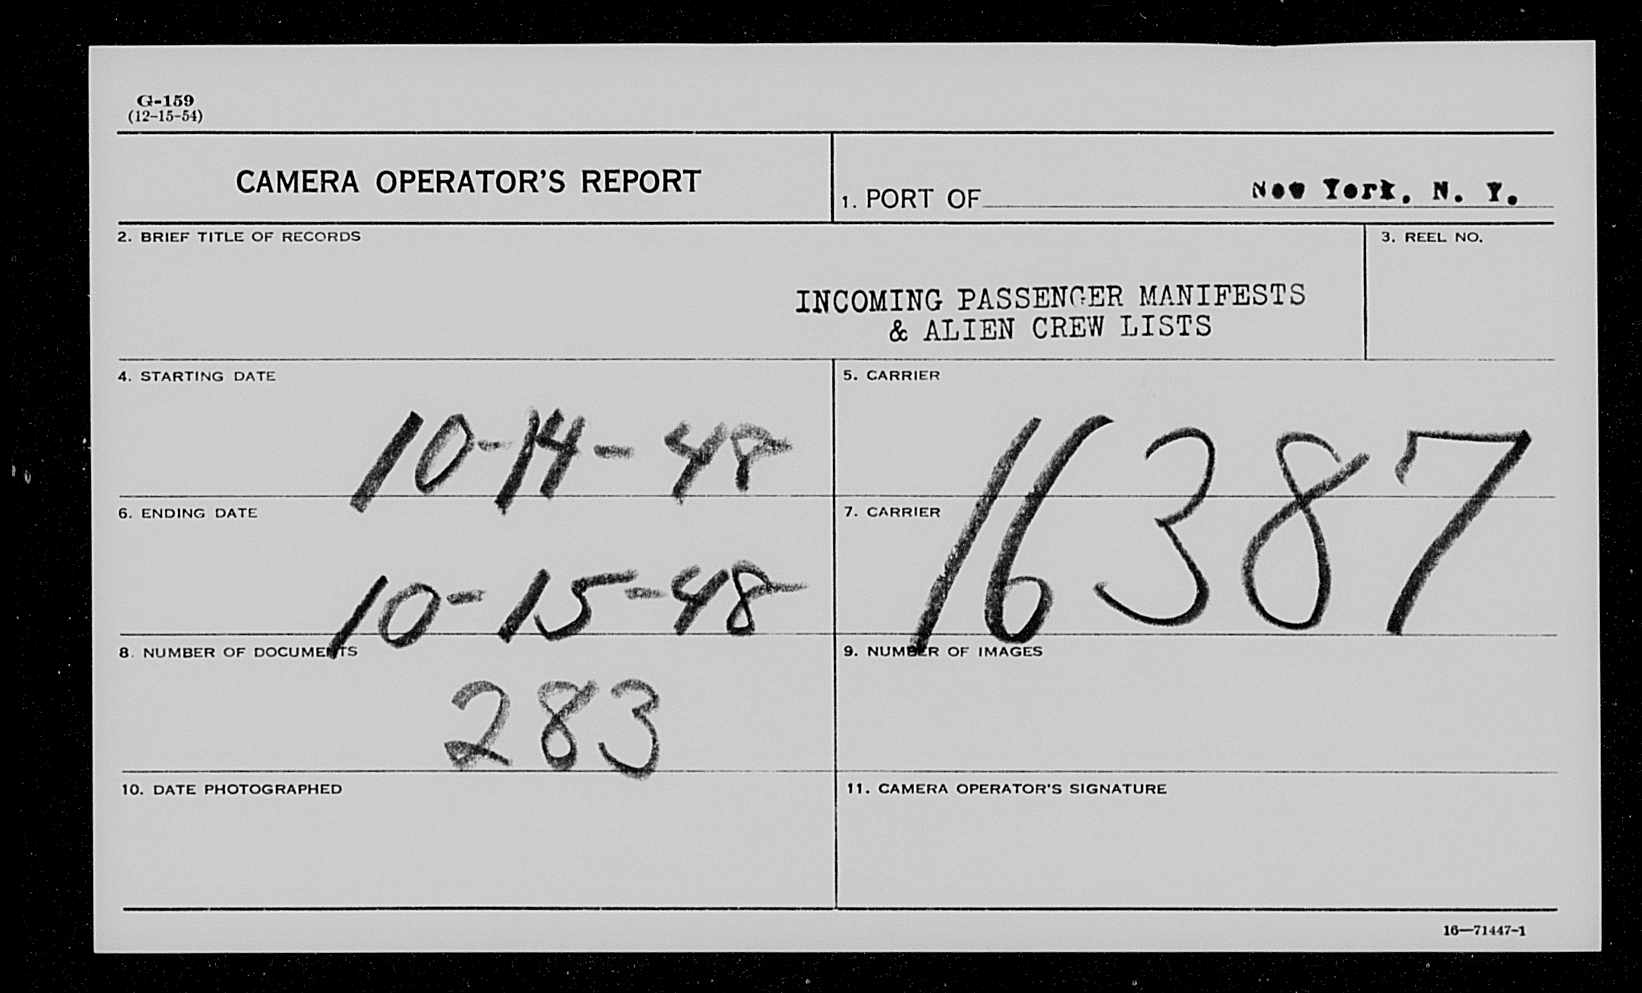 G-159
(12-15-54)
CAMERA OPERATOR'S REPORT
1. PORT OF New York, N. Y.
2. BRIEF TITLE OF RECORDS
INCOMING PASSENGER MANIFESTS
& ALIEN CREW LISTS
3. REEL NO.
4. STARTING DATE
10-14-48
5. CARRIER
16387
6. ENDING DATE
10-15-48
7. CARRIER
8. NUMBER OF DOCUMENTS
283
9. NUMBER OF IMAGES
10. DATE PHOTOGRAPHED
11. CAMERA OPERATOR'S SIGNATURE
16—71447-1